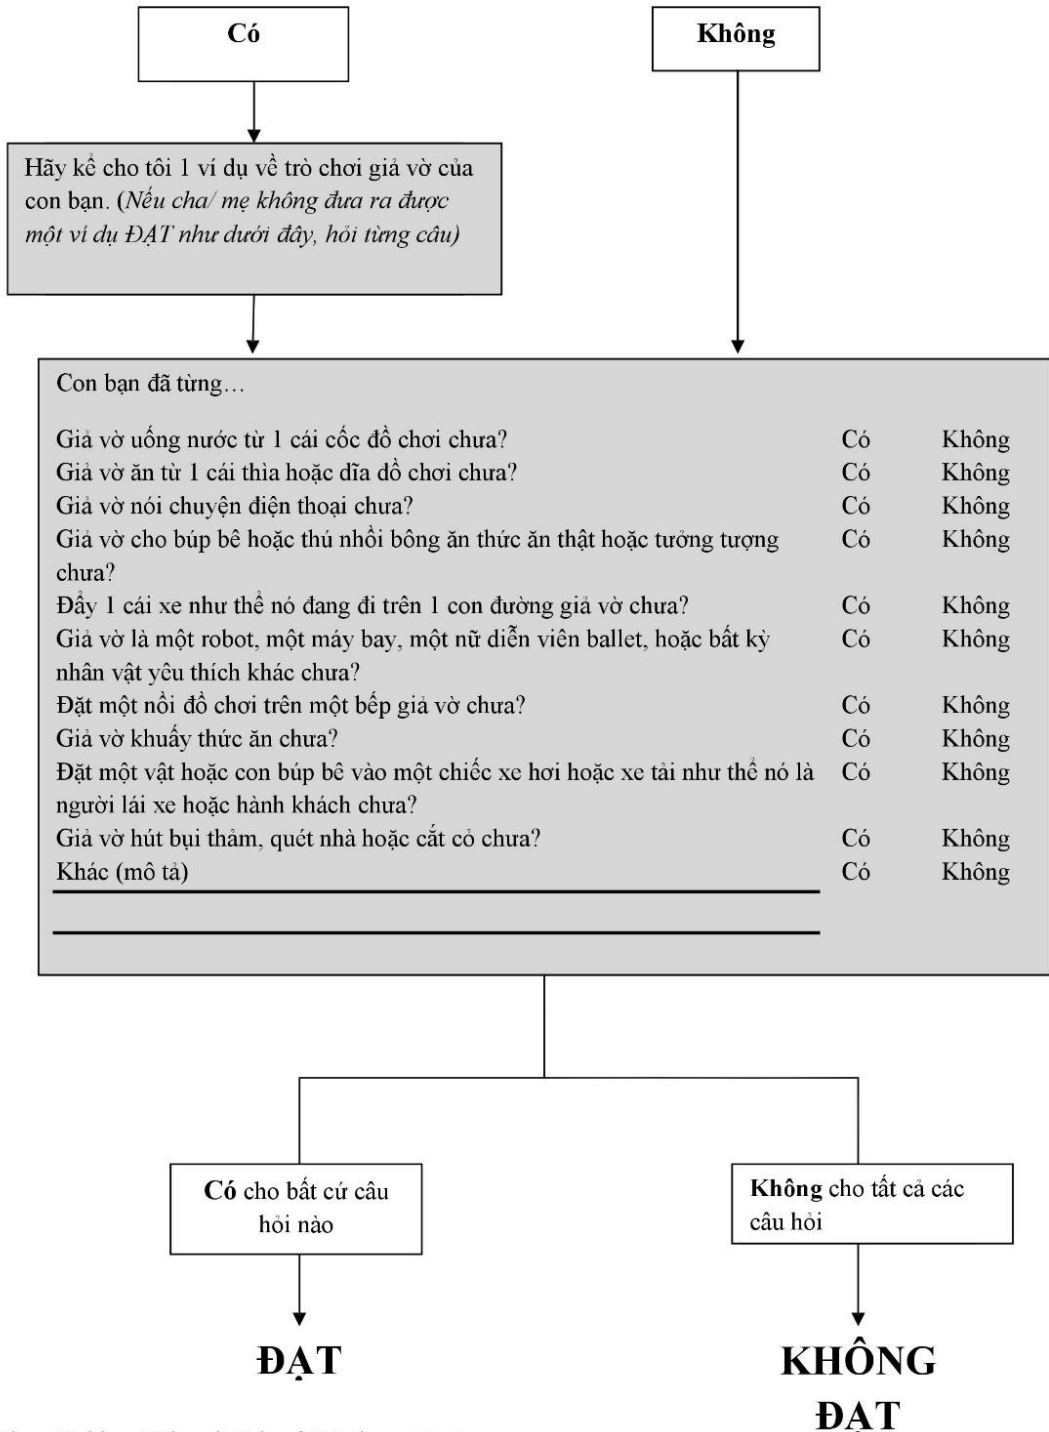 Có
Không
Hãy kể cho tôi 1 ví dụ về trò chơi giả vờ của
con bạn. (Nếu cha/ mẹ không đưa ra được
một ví dụ ĐẠT như dưới đây, hỏi từng câu)
Con bạn đã từng…
Giả vờ uống nước từ 1 cái cốc đồ chơi chưa? Có Không
Giả vờ ăn từ 1 cái thìa hoặc dĩa đồ chơi chưa? Có Không
Giả vờ nói chuyện điện thoại chưa? Có Không
Giả vờ cho búp bê hoặc thú nhồi bông ăn thức ăn thật hoặc tưởng tượng Có Không
chưa?
Đẩy 1 cái xe như thể nó đang đi trên 1 con đường giả vờ chưa? Có Không
Giả vờ là một robot, một máy bay, một nữ diễn viên ballet, hoặc bất kỳ Có Không
nhân vật yêu thích khác chưa?
Đặt một nồi đồ chơi trên một bếp giả vờ chưa? Có Không
Giả vờ khuấy thức ăn chưa? Có Không
Đặt một vật hoặc con búp bê vào một chiếc xe hơi hoặc xe tải như thể nó là Có Không
người lái xe hoặc hành khách chưa?
Giả vờ hút bụi thảm, quét nhà hoặc cắt cỏ chưa? Có Không
Khác (mô tả) Có Không
Có cho bất cứ câu
hỏi nào
Không cho tất cả các
câu hỏi
ĐẠT
KHÔNG
ĐẠT